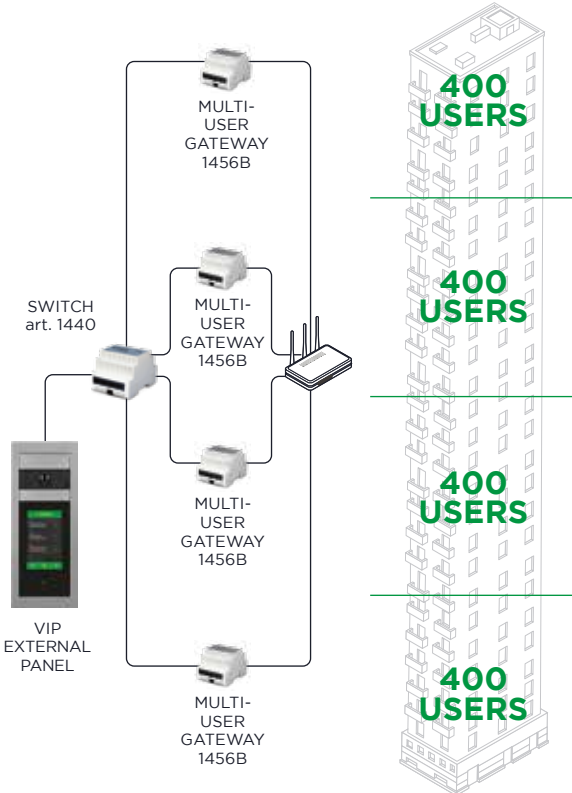 MULTI-
USER
GATEWAY
1456B
400
USERS
MULTI-
USER
GATEWAY
1456B
400
USERS
SWITCH
art. 1440
MULTI-
USER
GATEWAY
1456B
400
USERS
VIP
EXTERNAL
PANEL
MULTI-
USER
GATEWAY
1456B
400
USERS